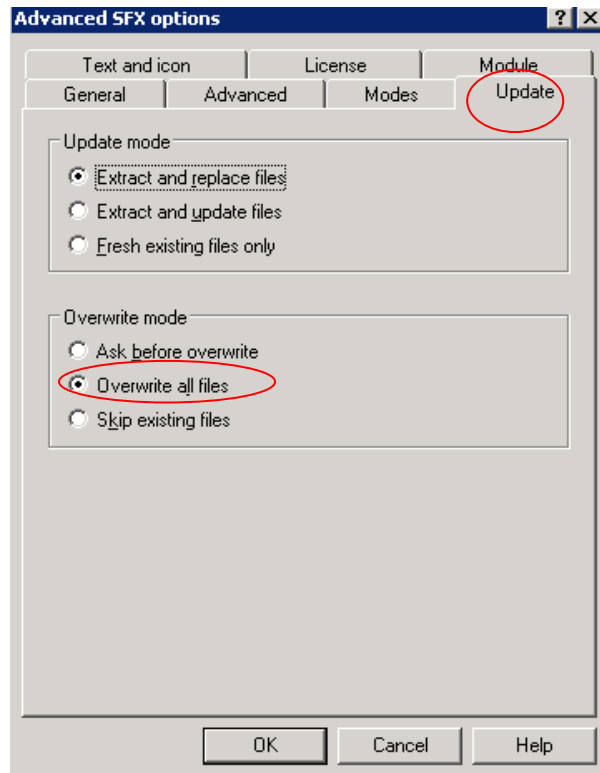 Advanced SFX options
Text and icon License Module
General Advanced Modes Update
Update mode
Extract and replace files
Extract and update files
Fresh existing files only
Overwrite mode
Ask before overwrite
Overwrite all files
Skip existing files
OK Cancel Help